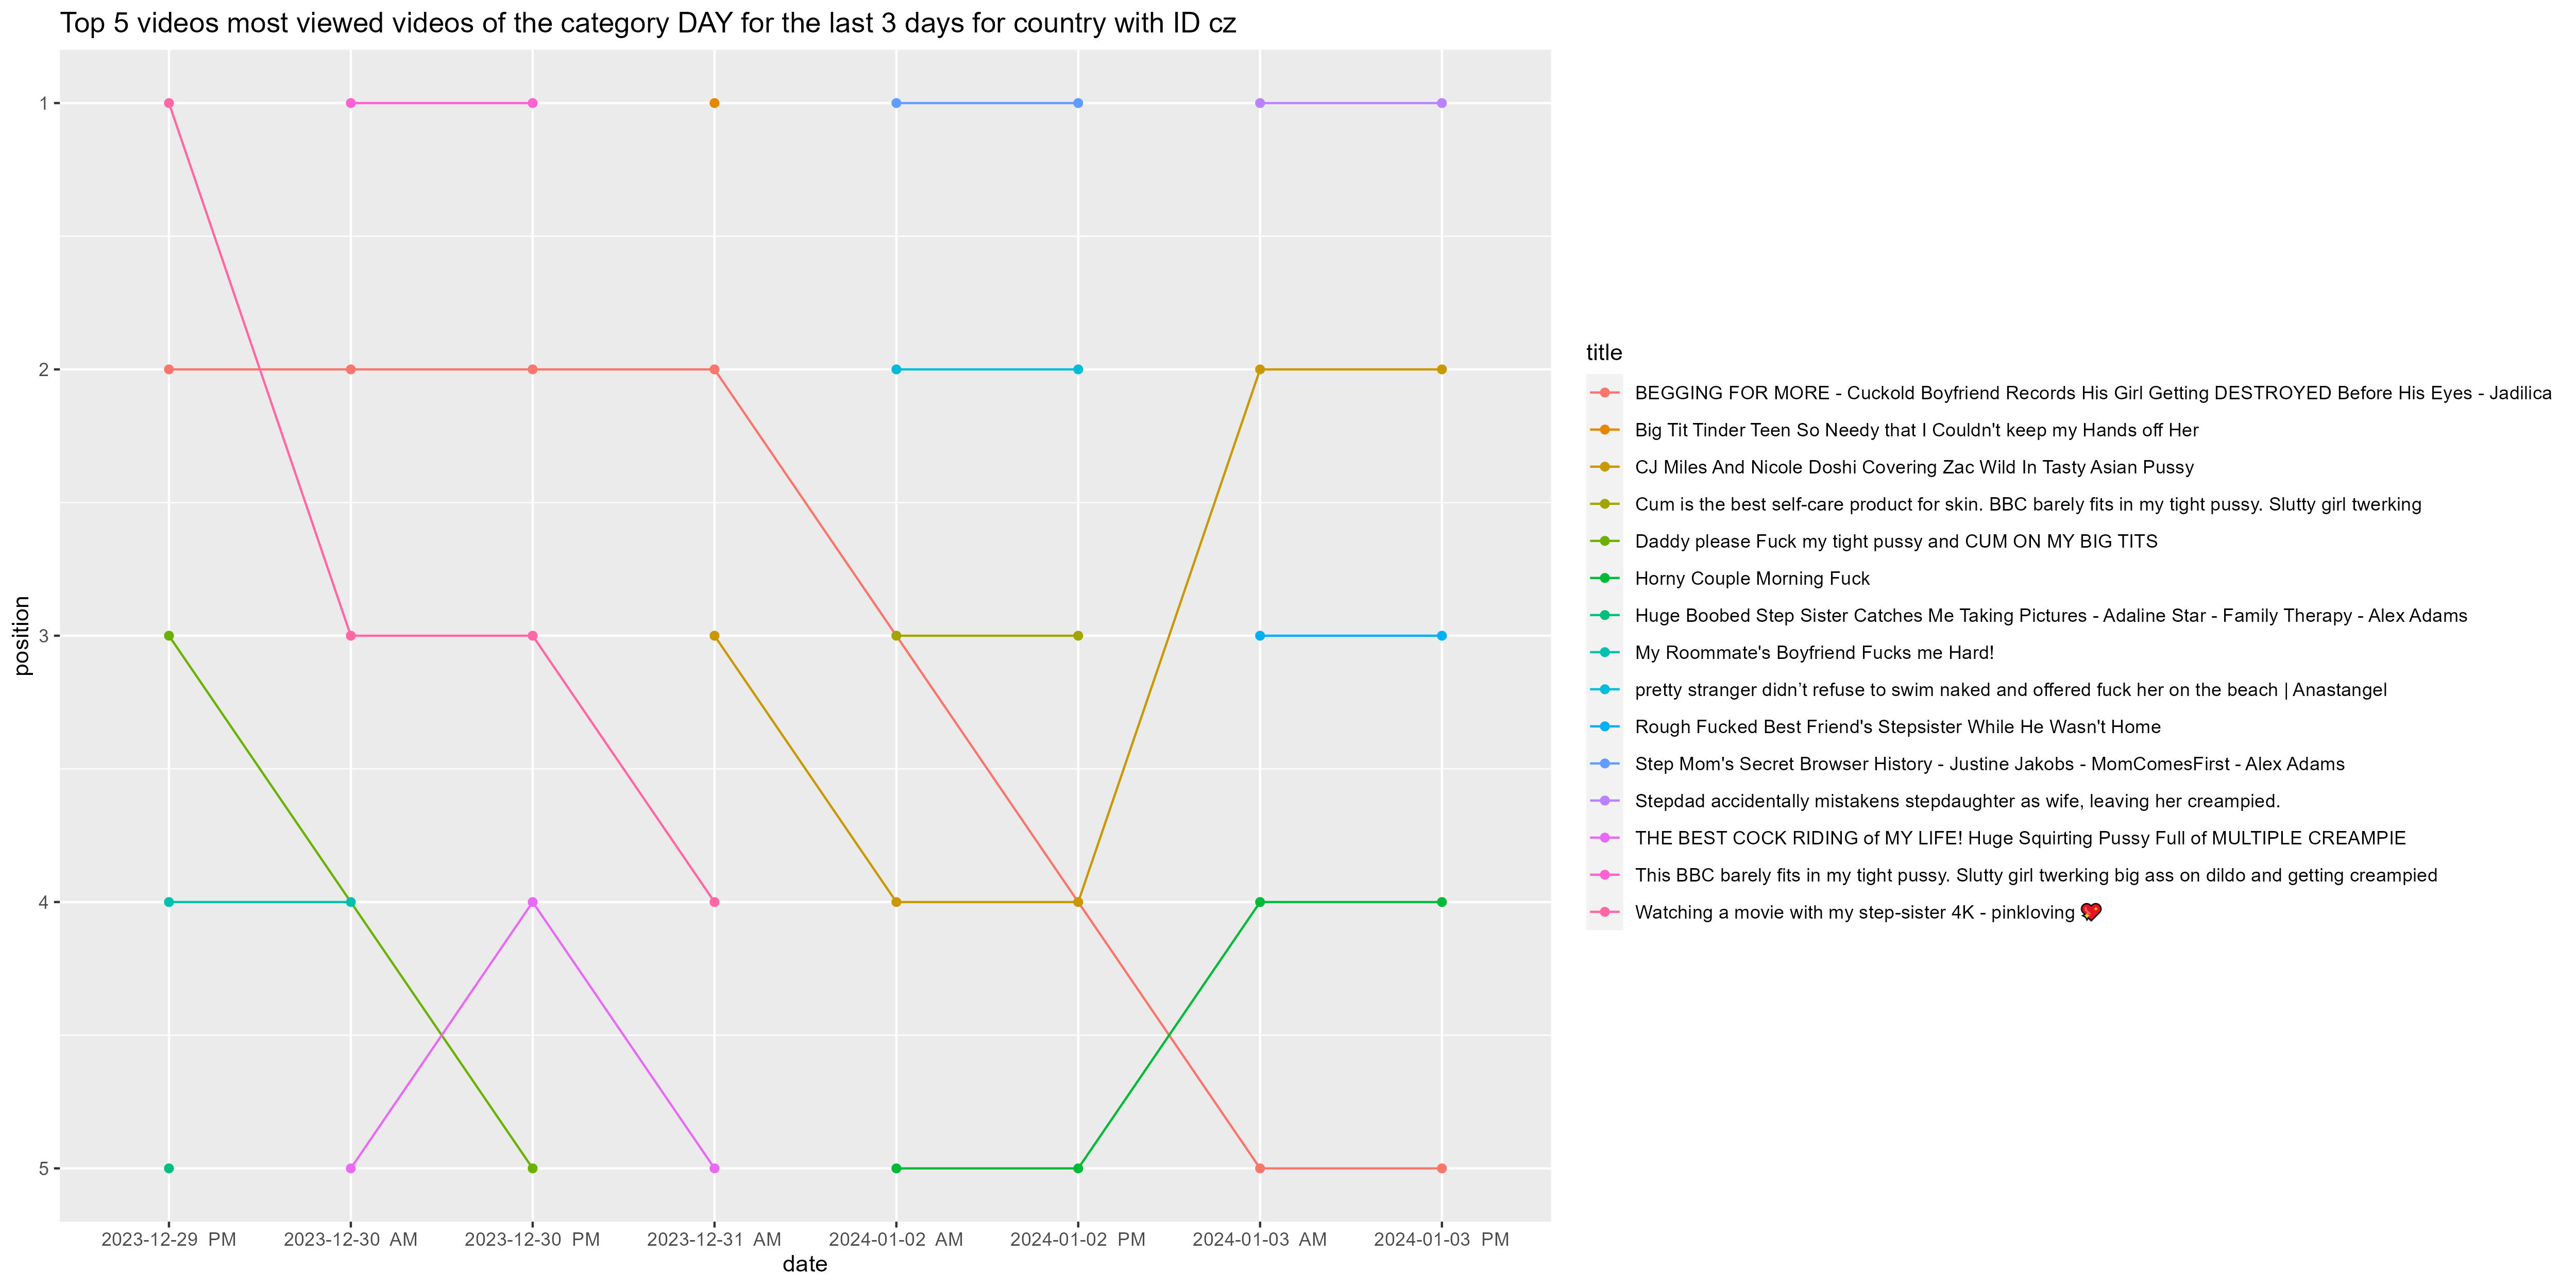 Top 5 videos most viewed videos of the category DAY for the last 3 days for country with ID cz
position
1
2
3
4
5
2023-12-29 PM
2023-12-30 AM
2023-12-30 PM
2023-12-31 AM
2024-01-02 AM
2024-01-02 PM
2024-01-03 AM
2024-01-03 PM
date
title
BEGGING FOR MORE - Cuckold Boyfriend Records His Girl Getting DESTROYED Before His Eyes - Jadilica
Big Tit Tinder Teen So Needy that I Couldn't keep my Hands off Her
CJ Miles And Nicole Doshi Covering Zac Wild In Tasty Asian Pussy
Cum is the best self-care product for skin. BBC barely fits in my tight pussy. Slutty girl twerking
Daddy please Fuck my tight pussy and CUM ON MY BIG TITS
Horny Couple Morning Fuck
Huge Boobed Step Sister Catches Me Taking Pictures - Adaline Star - Family Therapy - Alex Adams
My Roommate's Boyfriend Fucks me Hard!
pretty stranger didn’t refuse to swim naked and offered fuck her on the beach | Anastangel
Rough Fucked Best Friend's Stepsister While He Wasn't Home
Step Mom's Secret Browser History - Justine Jakobs - MomComesFirst - Alex Adams
Stepdad accidentally mistakens stepdaughter as wife, leaving her creampied.
THE BEST COCK RIDING of MY LIFE! Huge Squirting Pussy Full of MULTIPLE CREAMPIE
This BBC barely fits in my tight pussy. Slutty girl twerking big ass on dildo and getting creampied
Watching a movie with my step-sister 4K - pinkloving 💖